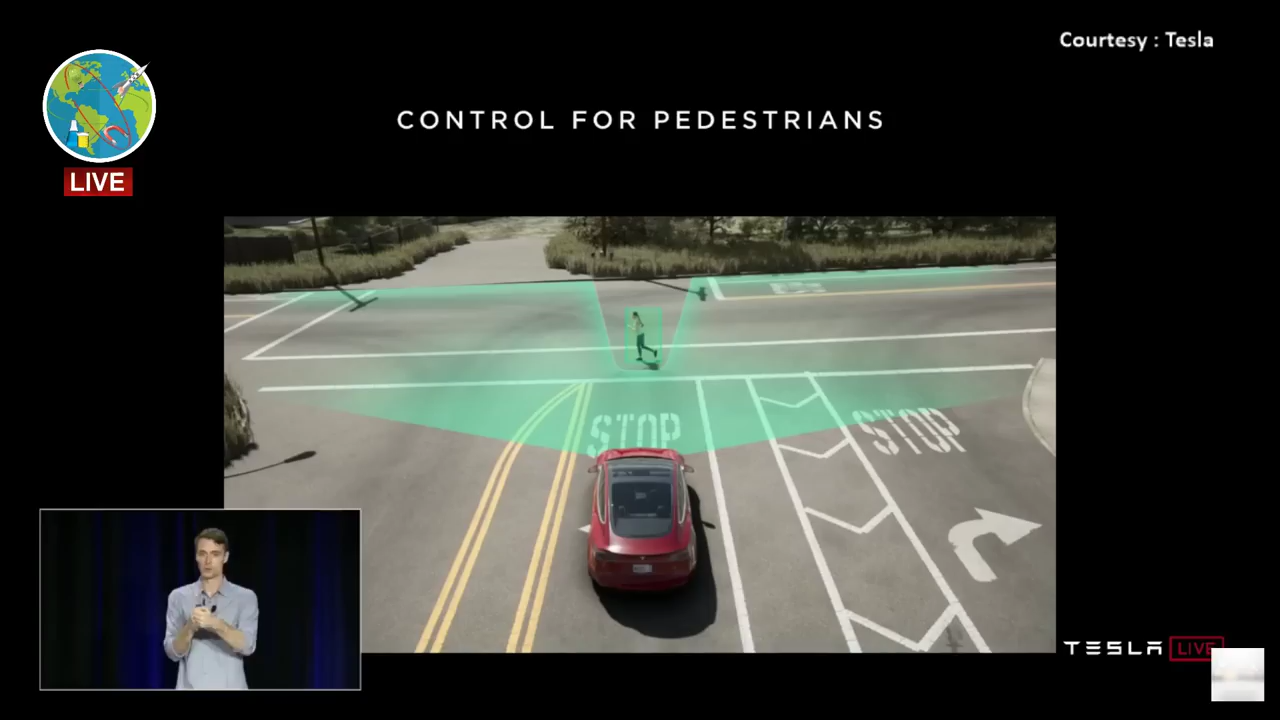 Courtesy : Tesla
LIVE
CONTROL FOR PEDESTRIANS
STOP
STOP
TESLA LIVE